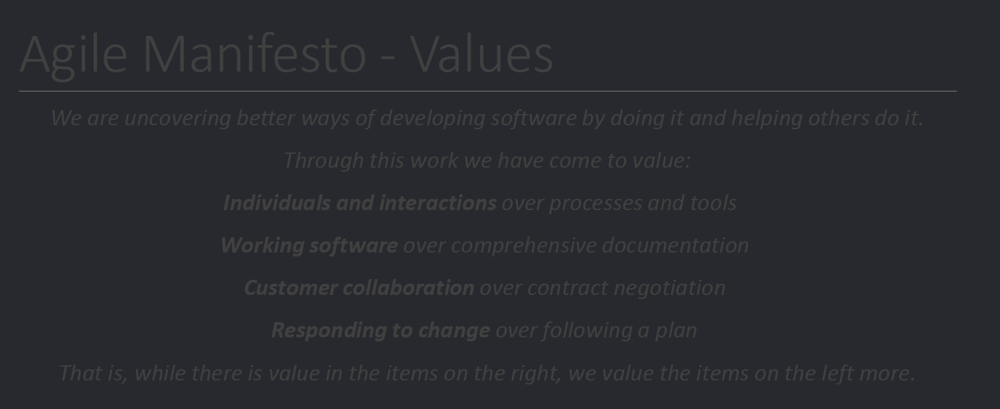 Agile Manifesto - Values
We are uncovering better ways of developing software by doing it and helping others do it.
Through this work we have come to value:
Individuals and interactions over processes and tools
Working software over comprehensive documentation
Customer collaboration over contract negotiation
Responding to change over following a plan
That is, while there is value in the items on the right, we value the items on the left more.